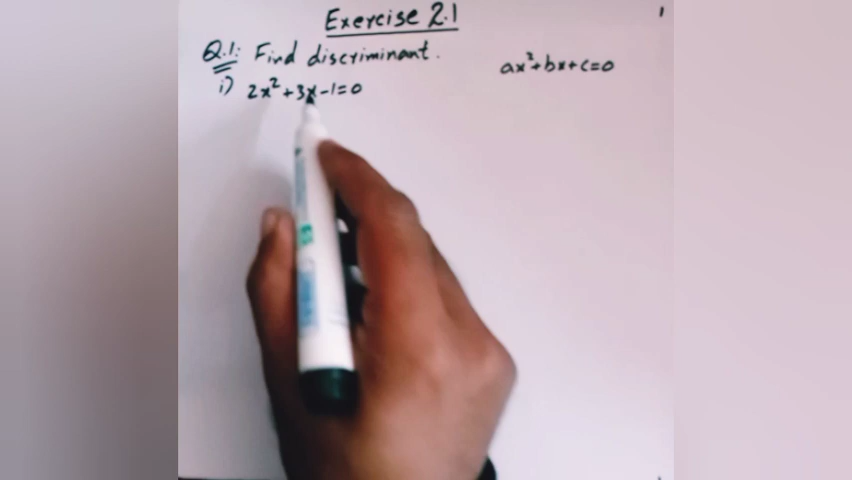 Exercise 2.1
Q.1: Find discriminant.
ax²+bx+c=0
i) 2x²+3x-1=0